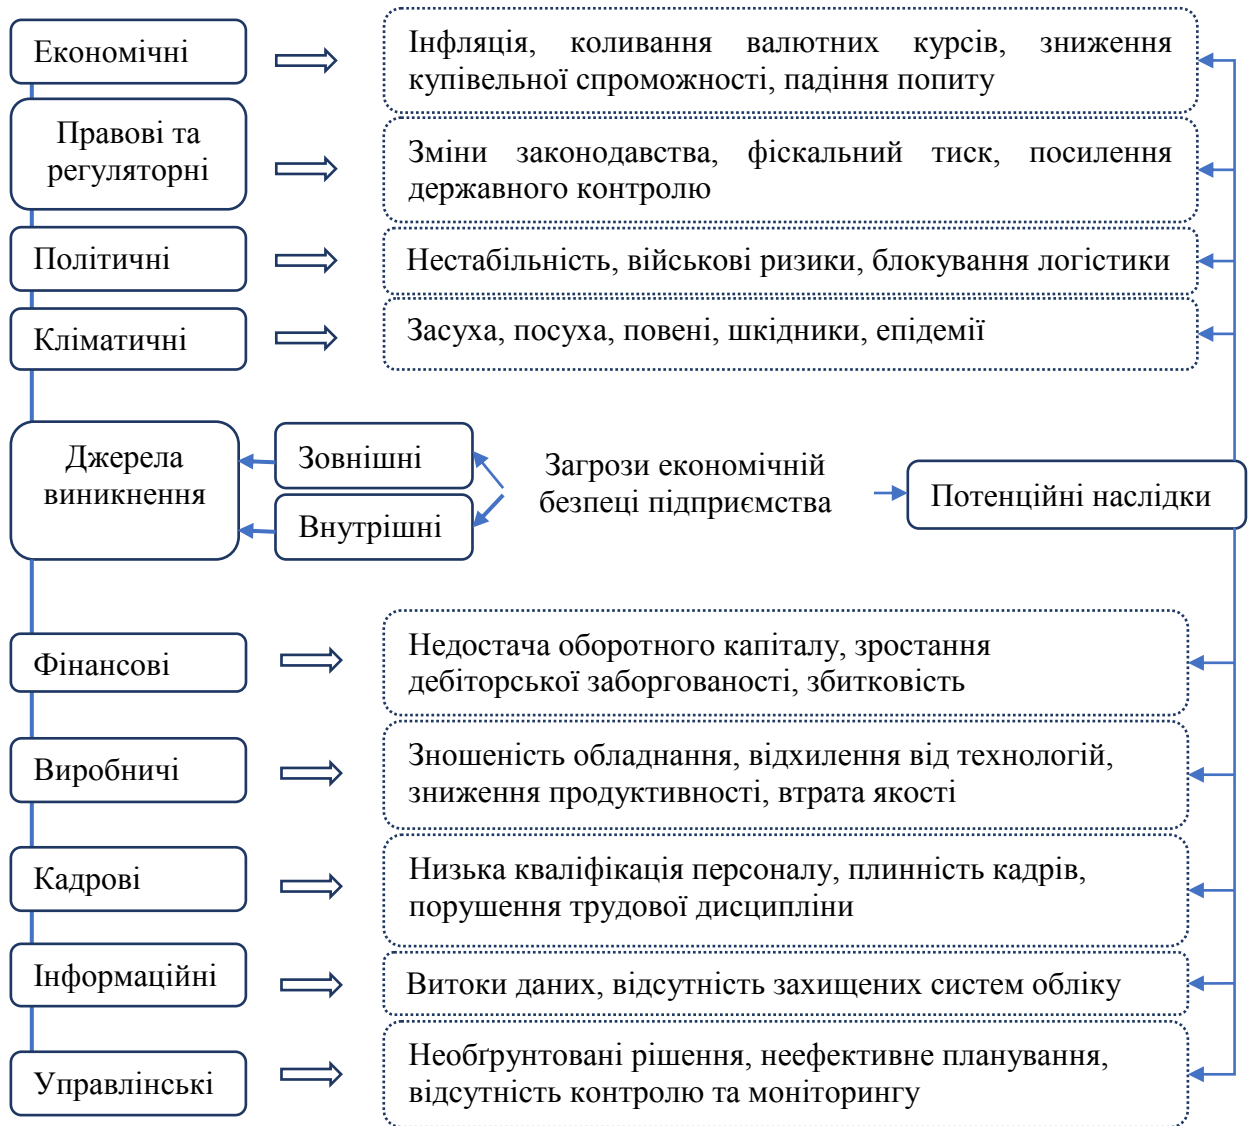 Економічні
Інфляція, коливання валютних курсів, зниження
купівельної спроможності, падіння попиту
Правові та
регуляторні
Зміни законодавства, фіскальний тиск, посилення
державного контролю
Політичні
Нестабільність, військові ризики, блокування логістики
Кліматичні
Засуха, посуха, повені, шкідники, епідемії
Джерела
виникнення
Зовнішні
Внутрішні
Загрози економічній
безпеці підприємства
Потенційні наслідки
Фінансові
Недостача оборотного капіталу, зростання
дебіторської заборгованості, збитковість
Виробничі
Зношеність обладнання, відхилення від технологій,
зниження продуктивності, втрата якості
Кадрові
Низька кваліфікація персоналу, плинність кадрів,
порушення трудової дисципліни
Інформаційні
Витоки даних, відсутність захищених систем обліку
Управлінські
Необґрунтовані рішення, неефективне планування,
відсутність контролю та моніторингу